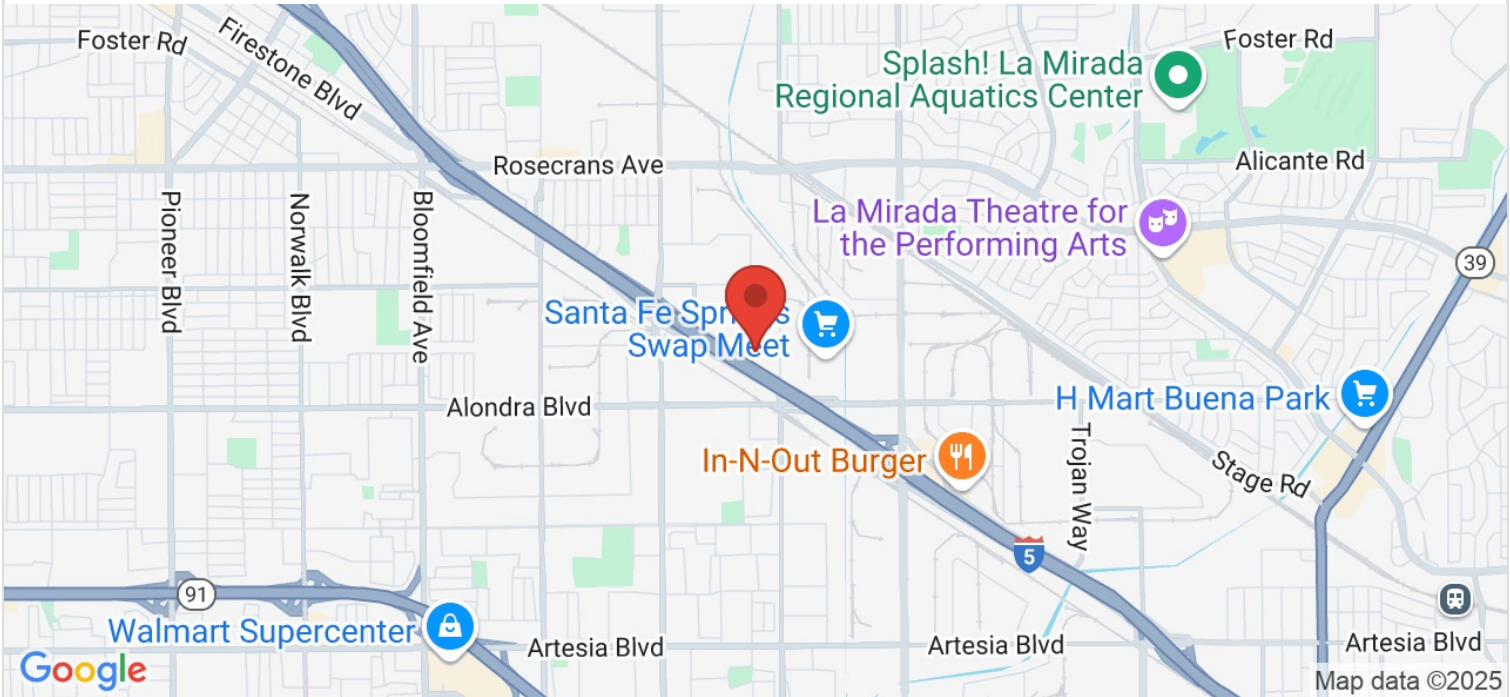 Foster Rd
Firestone Blvd
Foster Rd
Splash! La Mirada
Regional Aquatics Center
Rosecrans Ave
Alicante Rd
Pioneer Blvd
Norwalk Blvd
Bloomfield Ave
La Mirada Theatre for
the Performing Arts
39
Santa Fe Springs
Swap Meet
H Mart Buena Park
Alondra Blvd
In-N-Out Burger
Trojan Way
Stage Rd
5
91
Walmart Supercenter
Artesia Blvd
Artesia Blvd
Artesia Blvd
Google
Map data ©2025